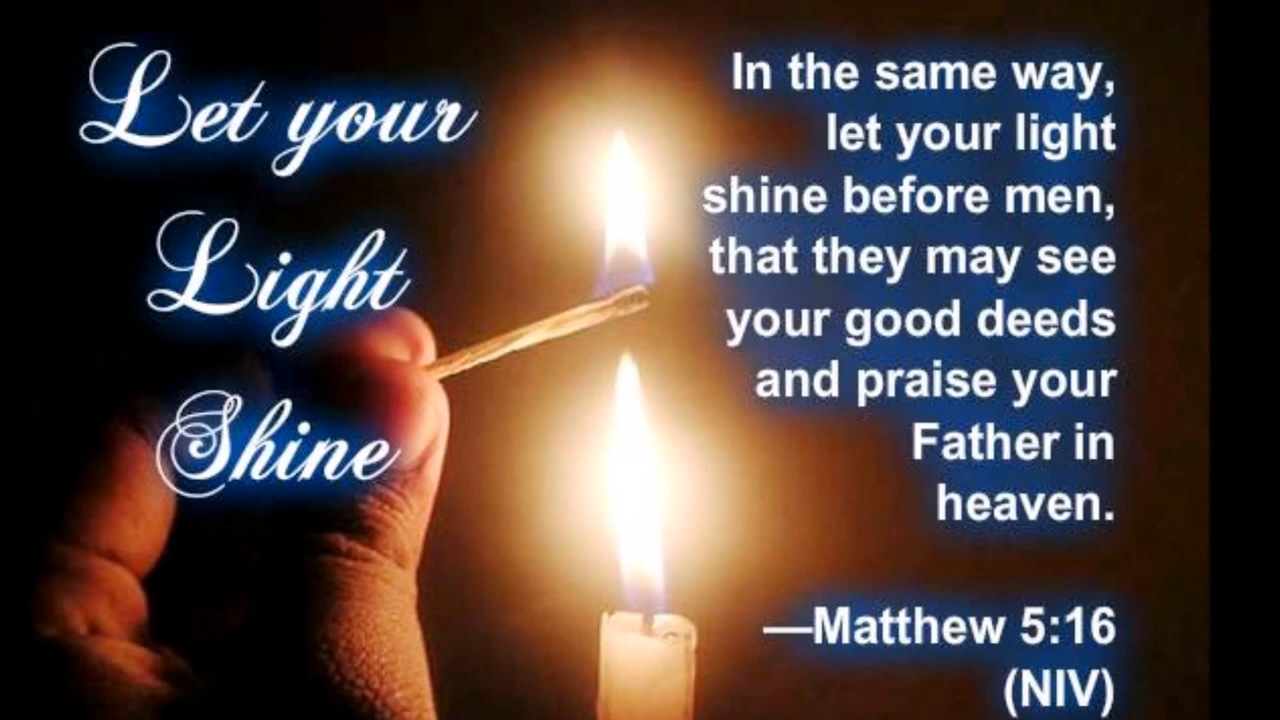 Let your
Light
Shine
In the same way,
let your light
shine before men,
that they may see
your good deeds
and praise your
Father in
heaven.
—Matthew 5:16
(NIV)